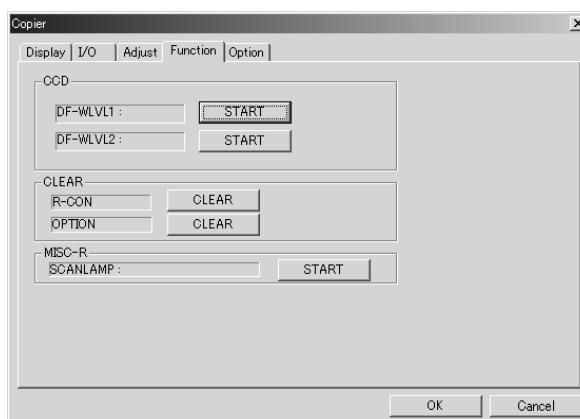 Copier
Display I/O Adjust Function Option
CCD
DF-WLVL1 : START
DF-WLVL2 : START
CLEAR
R-CON CLEAR
OPTION CLEAR
MISC-R
SCANLAMP : START
OK Cancel